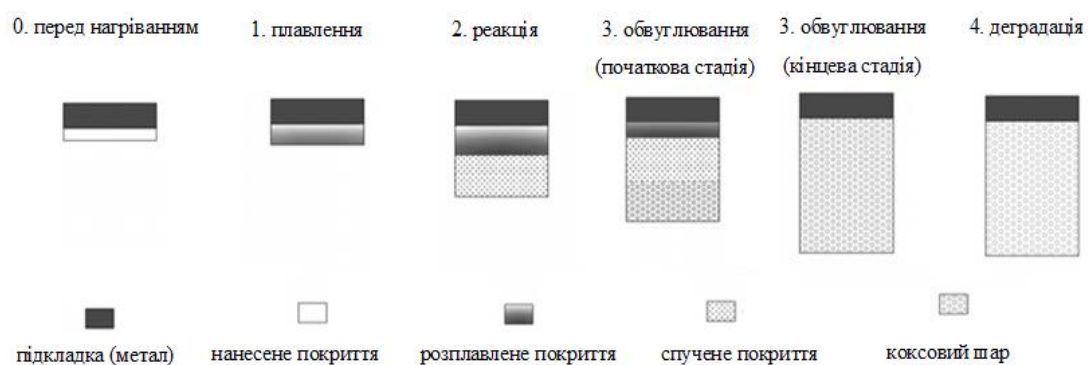 0. перед нагріванням
1. плавлення
2. реакція
3. обвуглювання
(початкова стадія)
3. обвуглювання
(кінцева стадія)
4. деградація
підкладка (метал)
нанесене покриття
розплавлене покриття
спучене покриття
коксовий шар